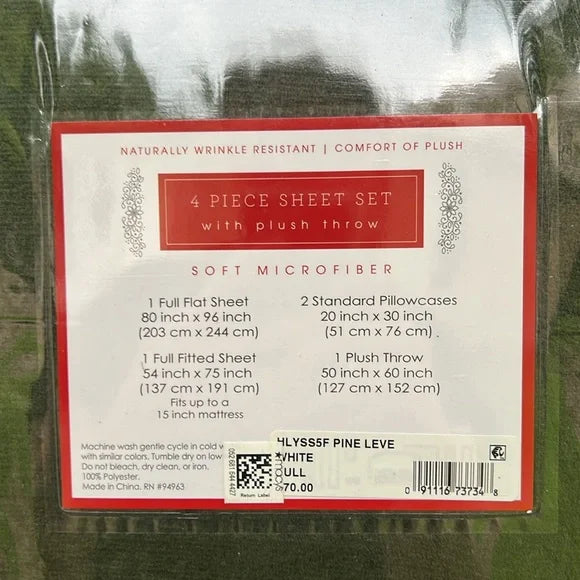 NATURALLY WRINKLE RESISTANT | COMFORT OF PLUSH
4 PIECE SHEET SET
with plush throw
SOFT MICROFIBER
1 Full Flat Sheet
80 inch x 96 inch
(203 cm x 244 cm)
2 Standard Pillowcases
20 inch x 30 inch
(51 cm x 76 cm)
1 Full Fitted Sheet
54 inch x 75 inch
(137 cm x 191 cm)
Fits up to a
15 inch mattress
1 Plush Throw
50 inch x 60 inch
(127 cm x 152 cm)
Machine wash gentle cycle in cold w
with similar colors. Tumble dry on low
Do not bleach, dry clean, or iron.
100% Polyester.
Made in China. RN #94963
Return Label
HLYSS5F PINE LEVE
WHITE
ULL
70.00
0 91116 73734 8